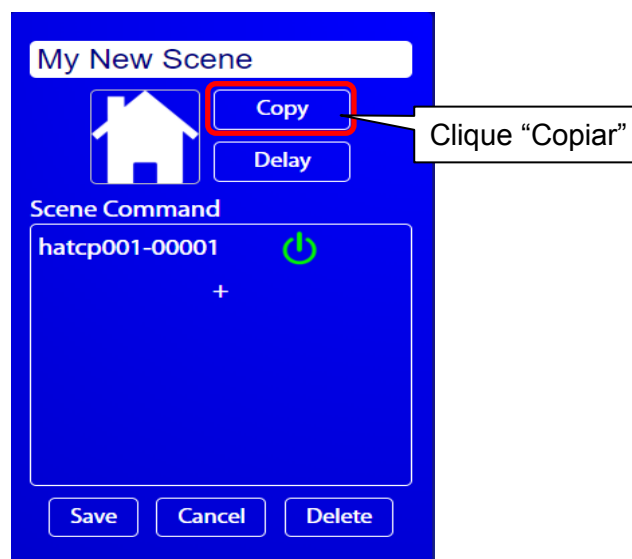 My New Scene
Copy
Clique “Copiar”
Delay
Scene Command
hatcp001-00001
+
Save Cancel Delete